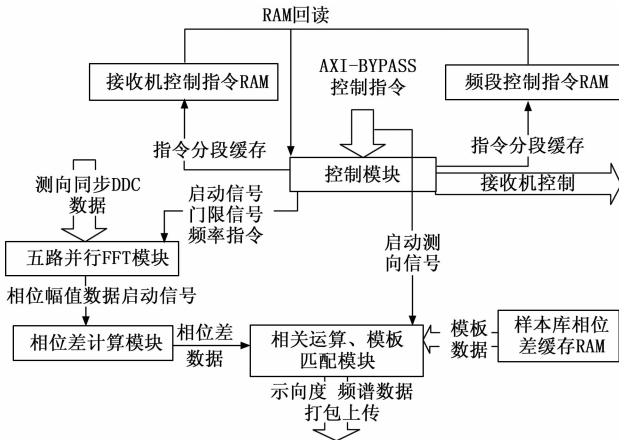 RAM回读
接收机控制指令RAM
AXI-BYPASS
控制指令
频段控制指令RAM
指令分段缓存
指令分段缓存
控制模块
接收机控制
测向同步DDC
数据
启动信号
门限信号
频率指令
启动测
向信号
五路并行FFT模块
相位幅值数据启动信号
相位差计算模块
相位差
数据
相关运算、模板
匹配模块
模板
数据
样本库相位
差缓存RAM
示向度 频谱数据
打包上传